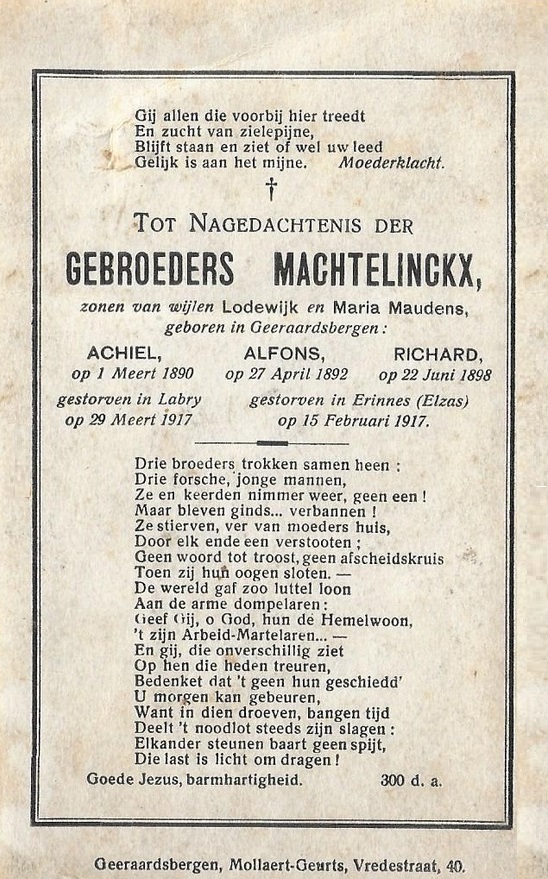 Gij allen die voorbij hier treedt
En zucht van zielepijne,
Blijft staan en ziet of wel uw leed
Gelijk is aan het mijne. Moederklacht.
†
TOT NAGEDACHTENIS DER
GEBROEDERS MACHTELINCKX,
zonen van wijlen Lodewijk en Maria Maudens,
geboren in Geeraardsbergen :
ACHIEL, ALFONS, RICHARD,
op 1 Meert 1890 op 27 April 1892 op 22 Juni 1898
gestorven in Labry gestorven in Erinnes (Elzas)
op 29 Meert 1917 op 15 Februari 1917.
Drie broeders trokken samen heen ;
Drie forsche, jonge mannen,
Ze en keerden nimmer weer, geen een !
Maar bleven ginds... verbannen !
Ze stierven, ver van moeders huis,
Door elk ende een verstooten ;
Geen woord tot troost, geen afscheidskruis
Toen zij hun oogen sloten. —
De wereld gaf zoo luttel loon
Aan de arme dompelaren :
Geef Gij, o God, hun de Hemelwoon,
't zijn Arbeid-Martelaren... —
En gij, die onverschillig ziet
Op hen die heden treuren,
Bedenket dat 't geen hun geschiedd'
U morgen kan gebeuren,
Want in dien droeven, bangen tijd
Deelt 't noodlot steeds zijn slagen :
Elkander steunen baart geen spijt,
Die last is licht om dragen !
Goede Jezus, barmhartigheid. 300 d. a.
Geeraardsbergen, Mollaert-Geurts, Vredestraat, 40.